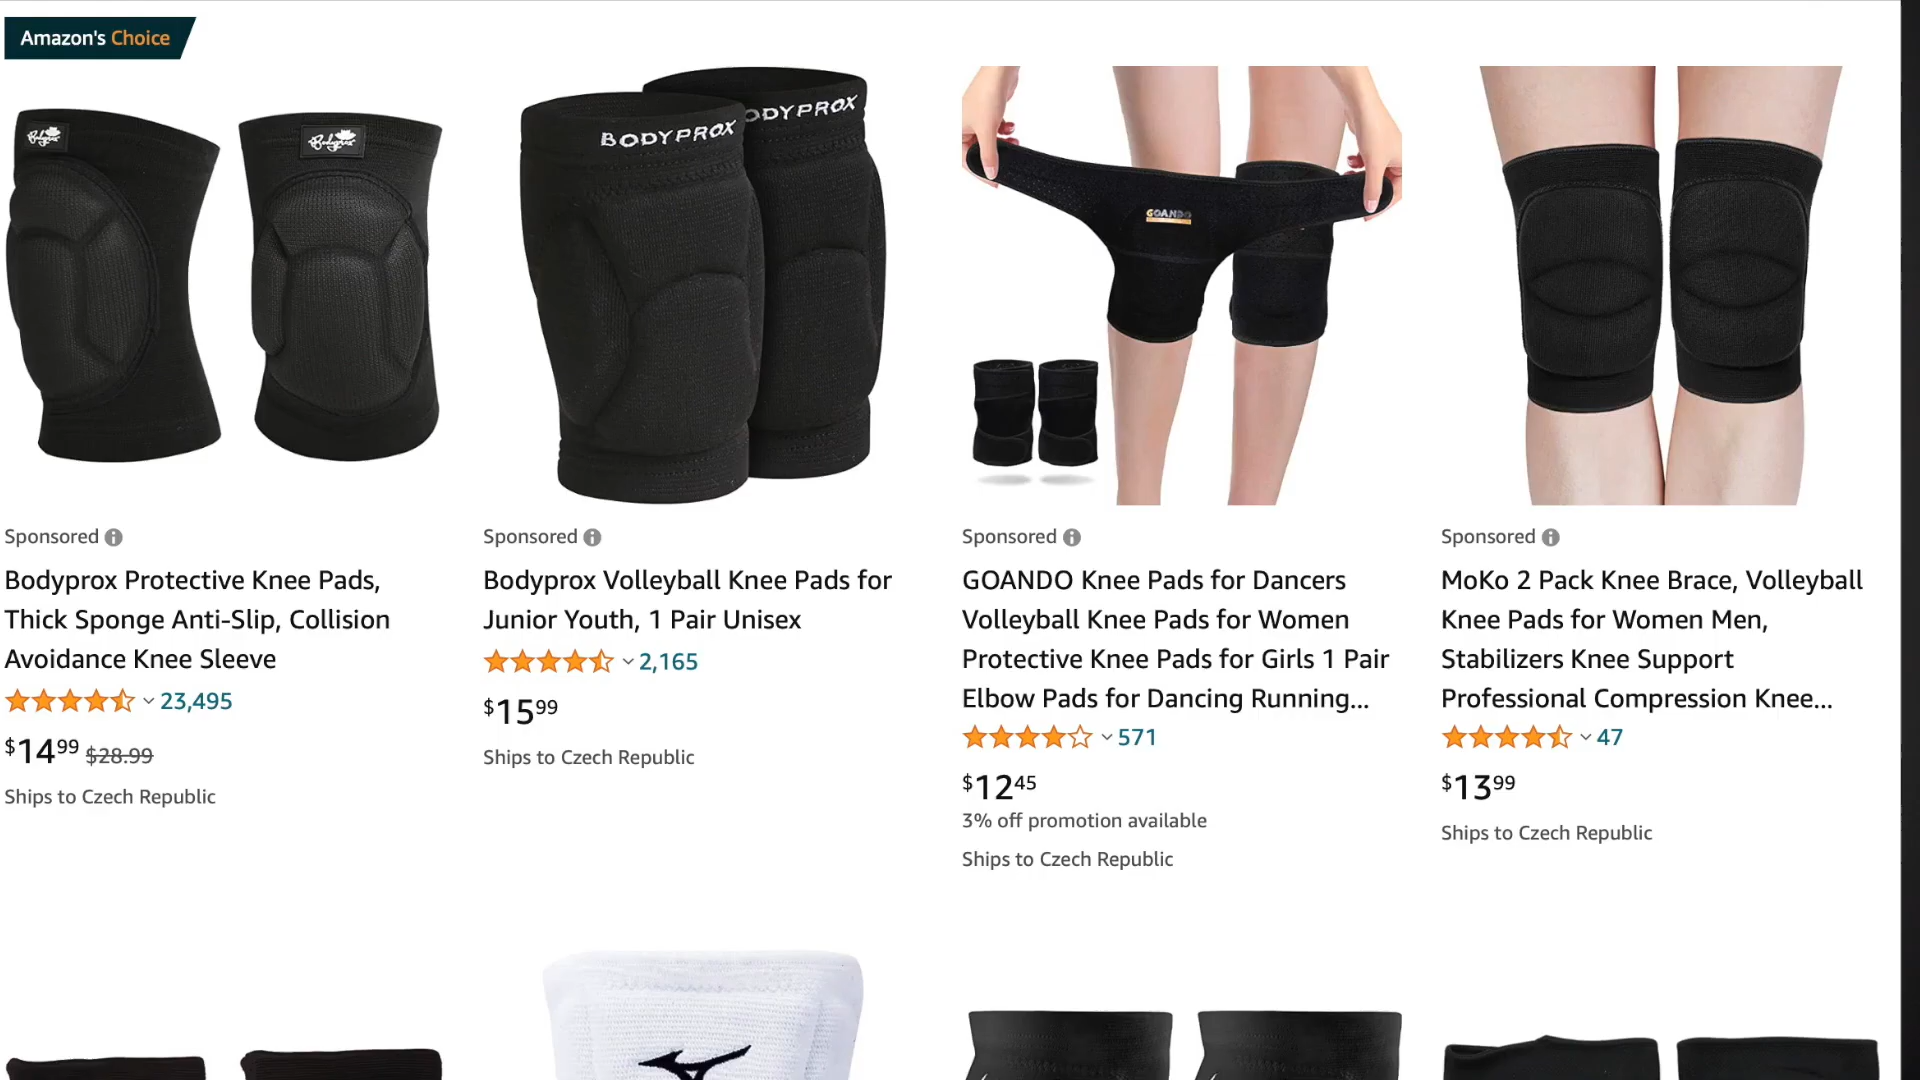 Amazon's Choice
Bodyprox
Bodyprox
BODYPROX
ODYPROX
GOANDO
Sponsored
Bodyprox Protective Knee Pads,
Thick Sponge Anti-Slip, Collision
Avoidance Knee Sleeve
23,495
$14.99 $28.99
Ships to Czech Republic
Sponsored
Bodyprox Volleyball Knee Pads for
Junior Youth, 1 Pair Unisex
2,165
$15.99
Ships to Czech Republic
Sponsored
GOANDO Knee Pads for Dancers
Volleyball Knee Pads for Women
Protective Knee Pads for Girls 1 Pair
Elbow Pads for Dancing Running...
571
$12.45
3% off promotion available
Ships to Czech Republic
Sponsored
MoKo 2 Pack Knee Brace, Volleyball
Knee Pads for Women Men,
Stabilizers Knee Support
Professional Compression Knee...
47
$13.99
Ships to Czech Republic